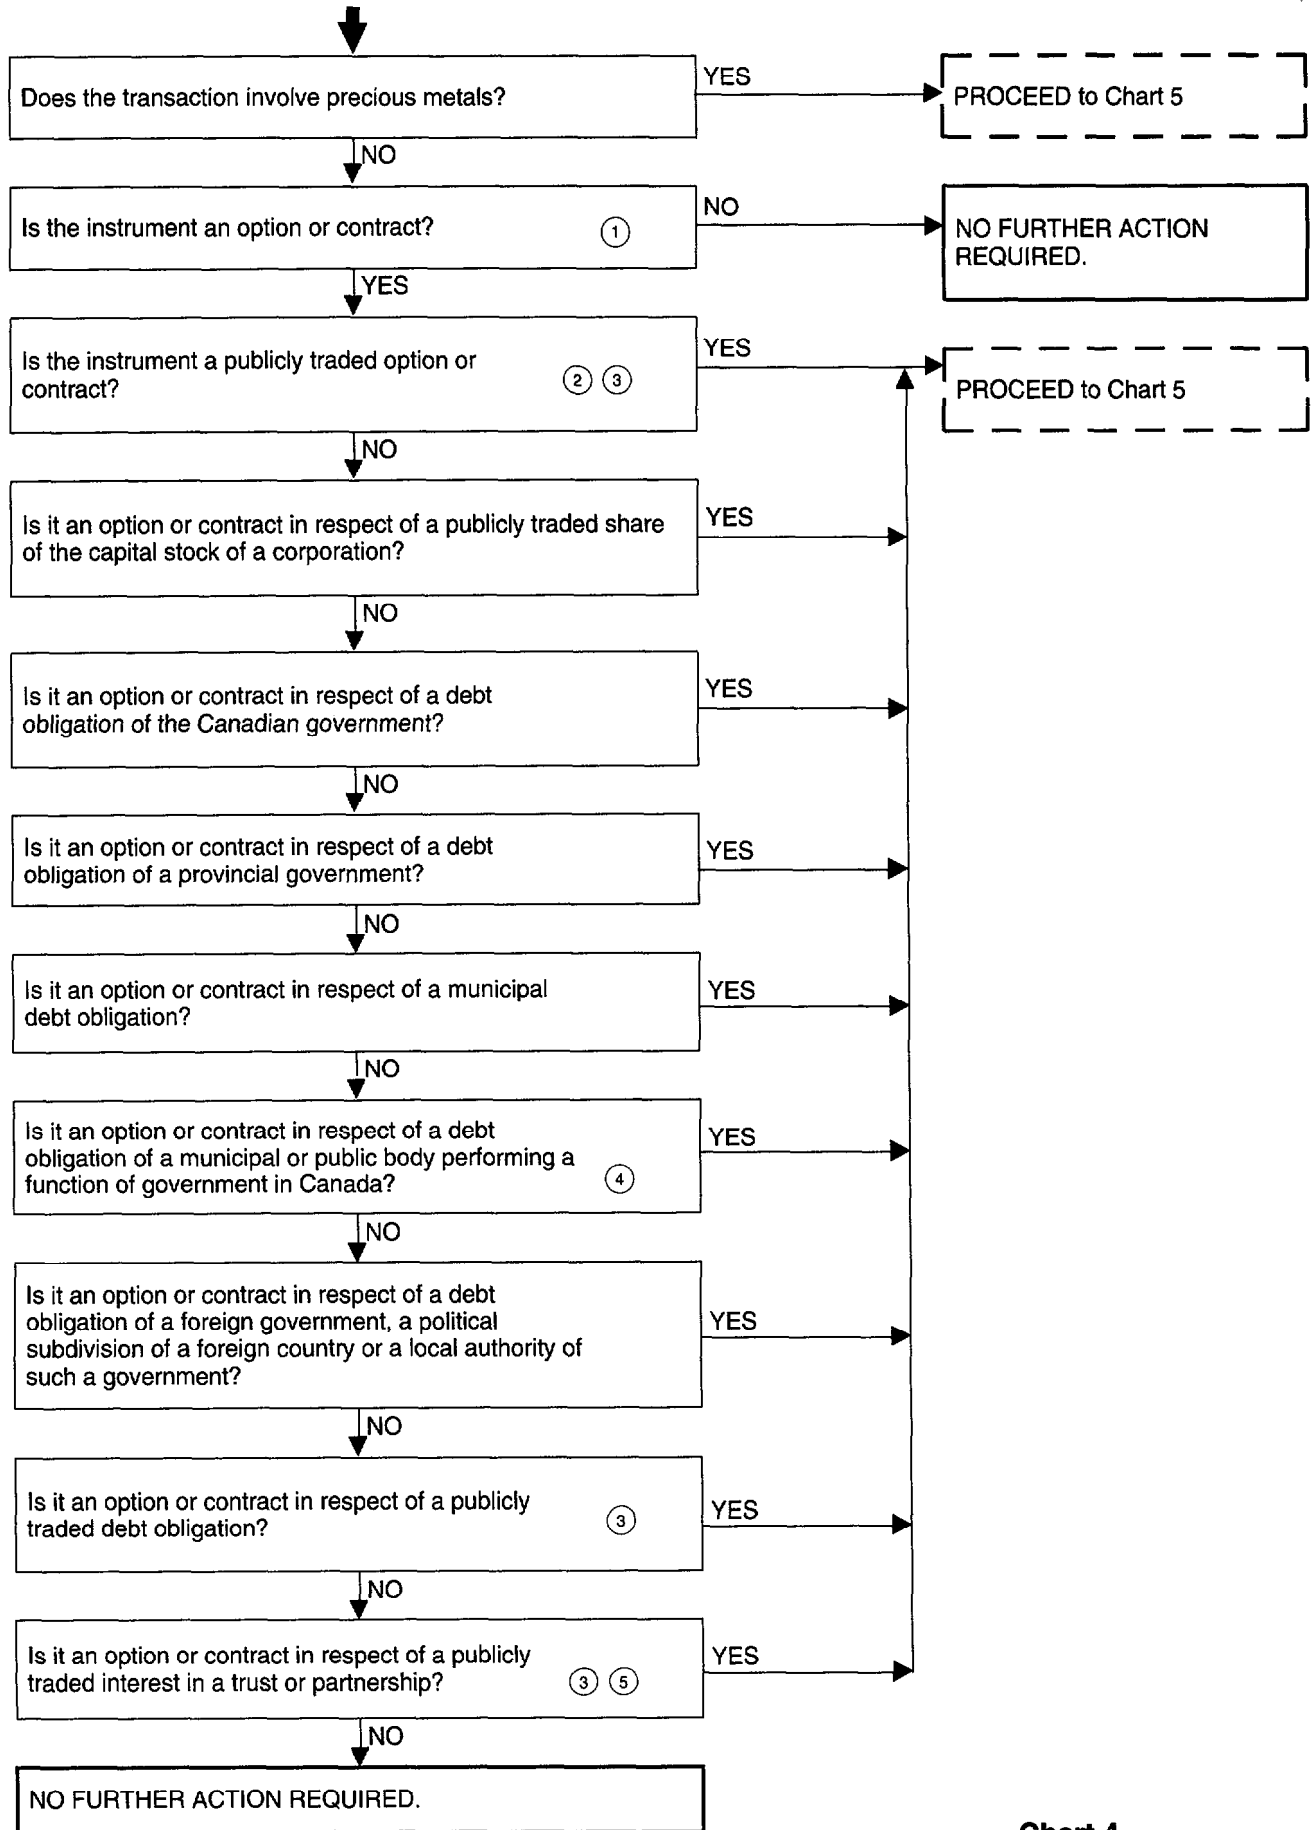 Does the transaction involve precious metals?
YES
PROCEED to Chart 5
NO
Is the instrument an option or contract? ①
NO
NO FURTHER ACTION
REQUIRED.
YES
Is the instrument a publicly traded option or
contract? ② ③
YES
PROCEED to Chart 5
NO
Is it an option or contract in respect of a publicly traded share
of the capital stock of a corporation?
YES
NO
Is it an option or contract in respect of a debt
obligation of the Canadian government?
YES
NO
Is it an option or contract in respect of a debt
obligation of a provincial government?
YES
NO
Is it an option or contract in respect of a municipal
debt obligation?
YES
NO
Is it an option or contract in respect of a debt
obligation of a municipal or public body performing a
function of government in Canada? ④
YES
NO
Is it an option or contract in respect of a debt
obligation of a foreign government, a political
subdivision of a foreign country or a local authority of
such a government?
YES
NO
Is it an option or contract in respect of a publicly
traded debt obligation? ③
YES
NO
Is it an option or contract in respect of a publicly
traded interest in a trust or partnership? ③ ⑤
YES
NO
NO FURTHER ACTION REQUIRED.
Chart 4